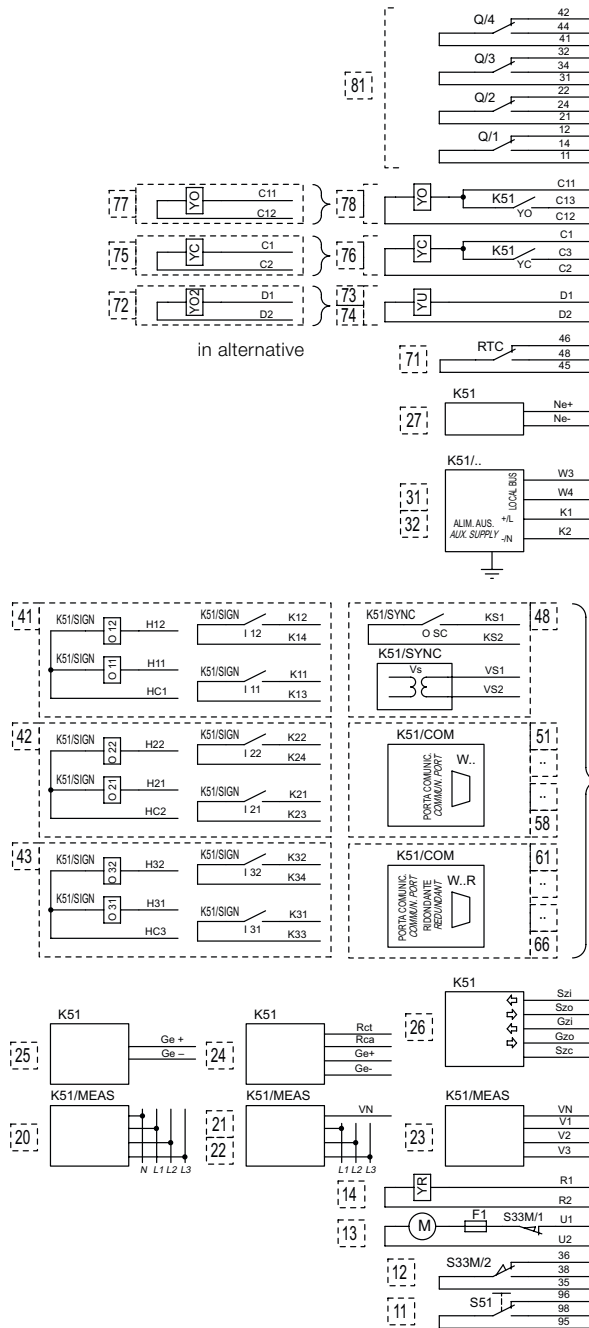 Q/4
42
44
41
Q/3
32
34
31
81
Q/2
22
24
21
Q/1
12
14
11
77
YO
C11
C12
78
YO
K51
YO
C11
C13
C12
75
YC
C1
C2
76
YC
K51
YC
C1
C3
C2
72
YO2
D1
D2
73
74
YU
D1
D2
in alternative
71
RTC
46
48
45
27
K51
Ne+
Ne-
K51/..
31
32
LOCAL BUS
ALIM. AUS.
AUX. SUPPLY
+/L
-/N
W3
W4
K1
K2
41
K51/SIGN
O 12
H12
K51/SIGN
O 11
H11
HC1
K51/SIGN
I 12
K12
K14
K51/SIGN
I 11
K11
K13
K51/SYNC
O SC
KS1
KS2
48
K51/SYNC
Vs
VS1
VS2
42
K51/SIGN
O 22
H22
K51/SIGN
O 21
H21
HC2
K51/SIGN
I 22
K22
K24
K51/SIGN
I 21
K21
K23
K51/COM
PORTA COMUNIC.
COMMUN. PORT
W..
51
..
..
58
43
K51/SIGN
O 32
H32
K51/SIGN
O 31
H31
HC3
K51/SIGN
I 32
K32
K34
K51/SIGN
I 31
K31
K33
K51/COM
PORTA COMUNIC.
COMMUN. PORT
RIDONDANTE
REDUNDANT
W..R
61
..
..
66
25
K51
Ge +
Ge –
24
K51
Rct
Rca
Ge+
Ge-
26
K51
Szi
Szo
Gzi
Gzo
Szc
20
K51/MEAS
N L1 L2 L3
21
22
K51/MEAS
VN
L1 L2 L3
23
K51/MEAS
VN
V1
V2
V3
14
YR
R1
R2
13
M
F1
S33M/1
U1
U2
12
S33M/2
36
38
35
11
S51
96
98
95